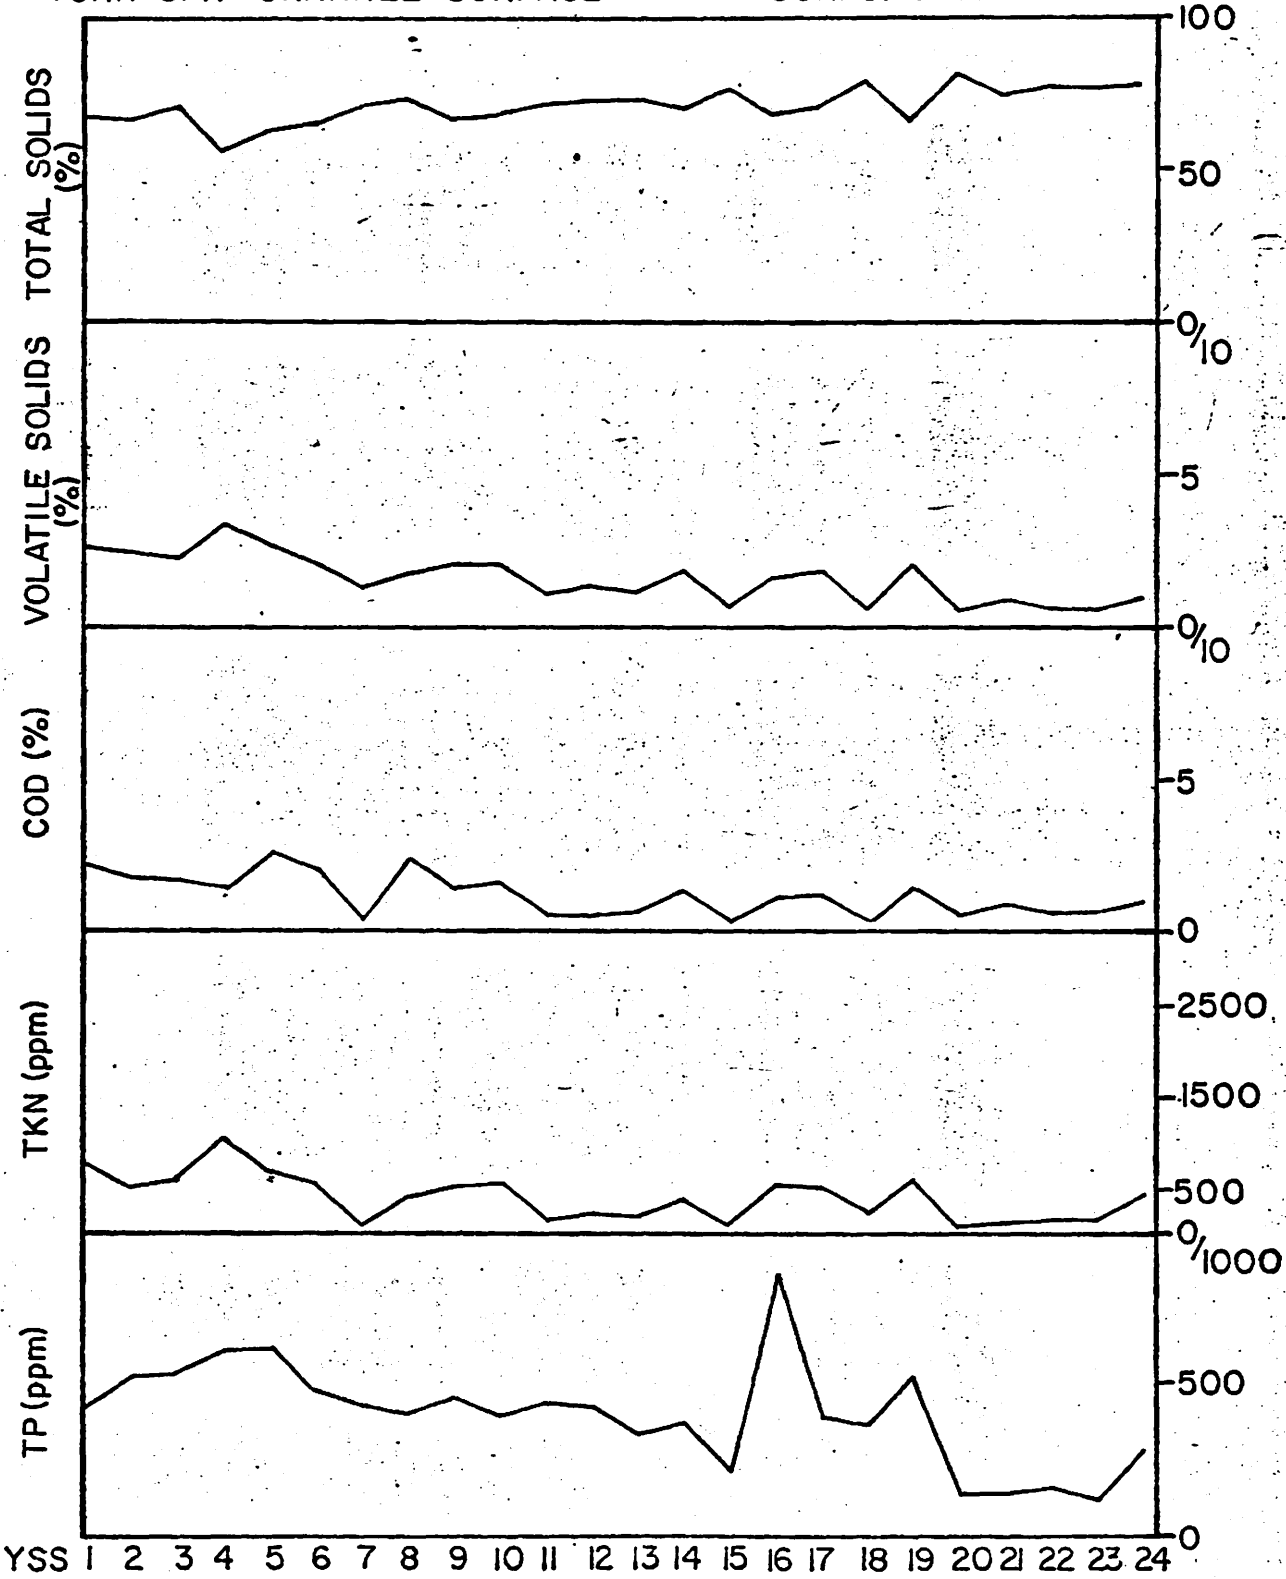 100
TOTAL SOLIDS
(%)
50
0/10
VOLATILE SOLIDS
(%)
5
0/10
COD (%)
5
0
2500
TKN (ppm)
1500
500
0/1000
TP (ppm)
500
0
YSS 1 2 3 4 5 6 7 8 9 10 11 12 13 14 15 16 17 18 19 20 21 22 23 24